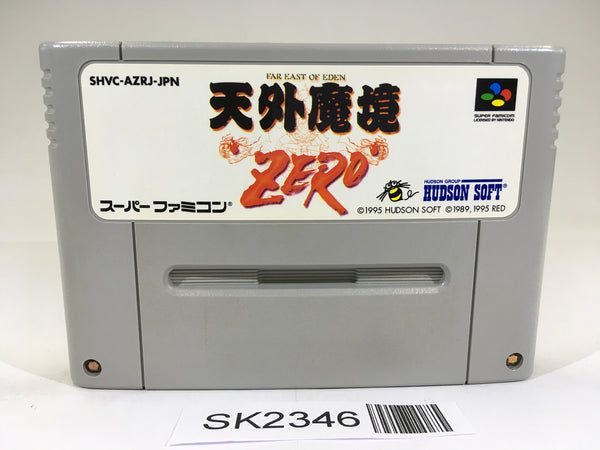 SHVC-AZRJ-JPN
FAR EAST OF EDEN
天外魔境
ZERO
SUPER FAMICOM
LICENSED BY NINTENDO
スーパーファミコン®
HUDSON GROUP
HUDSON SOFT®
©1995 HUDSON SOFT ©1989,1995 RED
SK2346